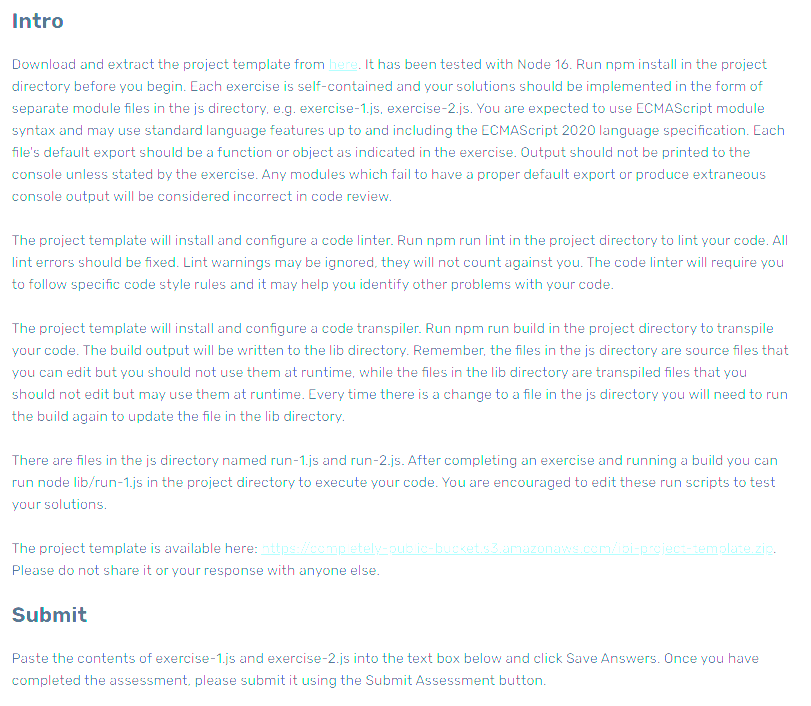 Intro
Download and extract the project template from here. It has been tested with Node 16. Run npm install in the project
directory before you begin. Each exercise is self-contained and your solutions should be implemented in the form of
separate module files in the js directory, e.g. exercise-1.js, exercise-2.js. You are expected to use ECMAScript module
syntax and may use standard language features up to and including the ECMAScript 2020 language specification. Each
file's default export should be a function or object as indicated in the exercise. Output should not be printed to the
console unless stated by the exercise. Any modules which fail to have a proper default export or produce extraneous
console output will be considered incorrect in code review.
The project template will install and configure a code linter. Run npm run lint in the project directory to lint your code. All
lint errors should be fixed. Lint warnings may be ignored, they will not count against you. The code linter will require you
to follow specific code style rules and it may help you identify other problems with your code.
The project template will install and configure a code transpiler. Run npm run build in the project directory to transpile
your code. The build output will be written to the lib directory. Remember, the files in the js directory are source files that
you can edit but you should not use them at runtime, while the files in the lib directory are transpiled files that you
should not edit but may use them at runtime. Every time there is a change to a file in the js directory you will need to run
the build again to update the file in the lib directory.
There are files in the js directory named run-1.js and run-2.js. After completing an exercise and running a build you can
run node lib/run-1.js in the project directory to execute your code. You are encouraged to edit these run scripts to test
your solutions.
The project template is available here:
Please do not share it or your response with anyone else.
Submit
Paste the contents of exercise-1.js and exercise-2.js into the text box below and click Save Answers. Once you have
completed the assessment, please submit it using the Submit Assessment button.